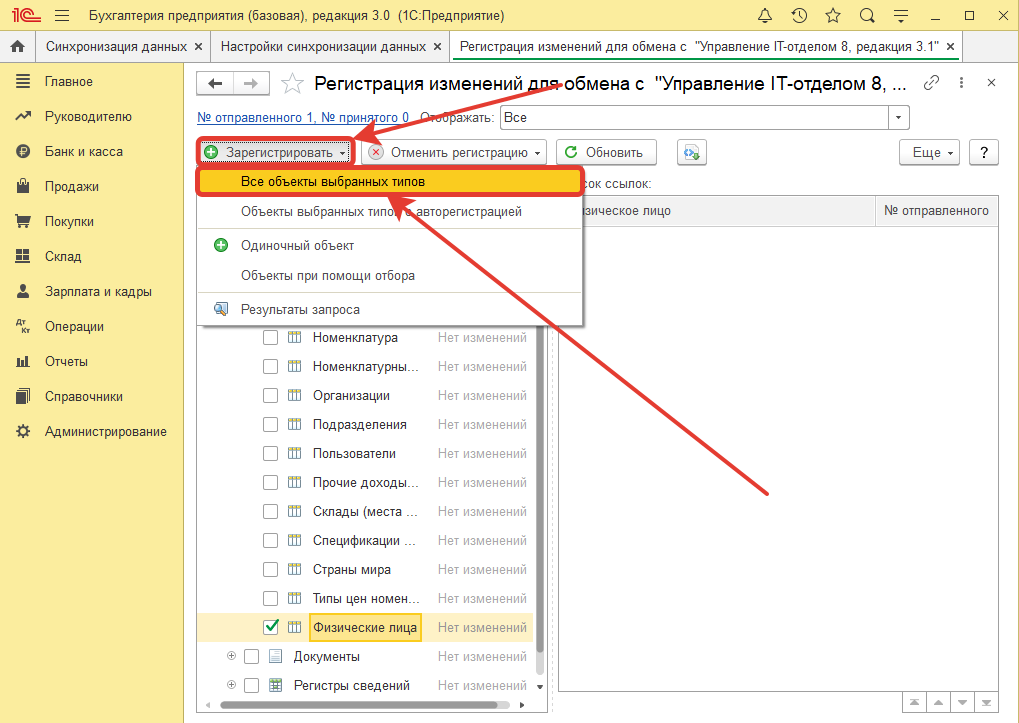 Бухгалтерия предприятия (базовая), редакция 3.0 (1С:Предприятие)
Синхронизация данных
Настройки синхронизации данных
Регистрация изменений для обмена с "Управление IT-отделом 8, редакция 3.1"
Главное
Руководителю
Банк и касса
Продажи
Покупки
Склад
Зарплата и кадры
Операции
Отчеты
Справочники
Администрирование
Регистрация изменений для обмена с "Управление IT-отделом 8, ...
№ отправленного 1, № принятого 0 Отображать: Все
Зарегистрировать Отменить регистрацию Обновить Еще ?
Все объекты выбранных типов
Объекты выбранных типов с авторегистрацией
Одиночный объект
Объекты при помощи отбора
Результаты запроса
сок ссылок:
зическое лицо № отправленного
Номенклатура Нет изменений
Номенклатурны... Нет изменений
Организации Нет изменений
Подразделения Нет изменений
Пользователи Нет изменений
Прочие доходы... Нет изменений
Склады (места ... Нет изменений
Спецификации ... Нет изменений
Страны мира Нет изменений
Типы цен номен... Нет изменений
Физические лица Нет изменений
Документы Нет изменений
Регистры сведений Нет изменений